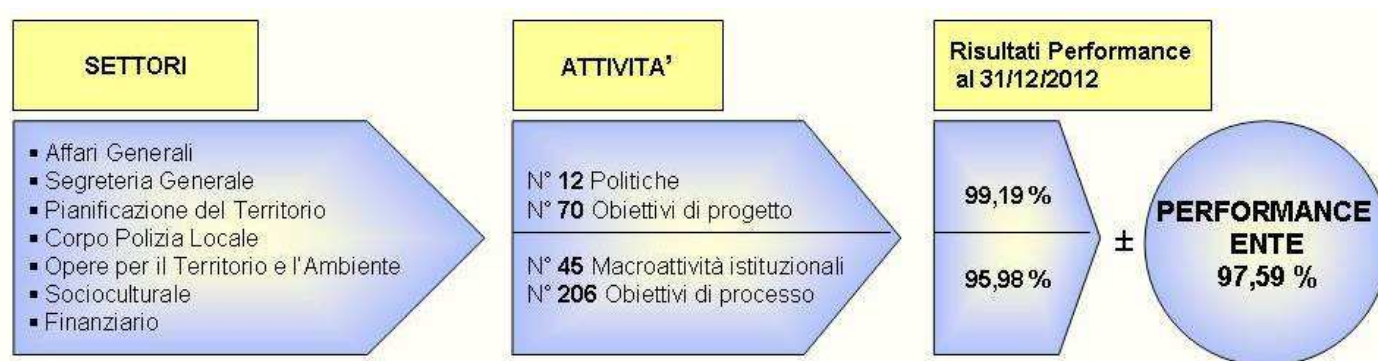 SETTORI
▪ Affari Generali
▪ Segreteria Generale
▪ Pianificazione del Territorio
▪ Corpo Polizia Locale
▪ Opere per il Territorio e l'Ambiente
▪ Socioculturale
▪ Finanziario
ATTIVITA'
N° 12 Politiche
N° 70 Obiettivi di progetto
N° 45 Macroattività istituzionali
N° 206 Obiettivi di processo
Risultati Performance
al 31/12/2012
99,19 %
95,98 %
±
PERFORMANCE
ENTE
97,59 %